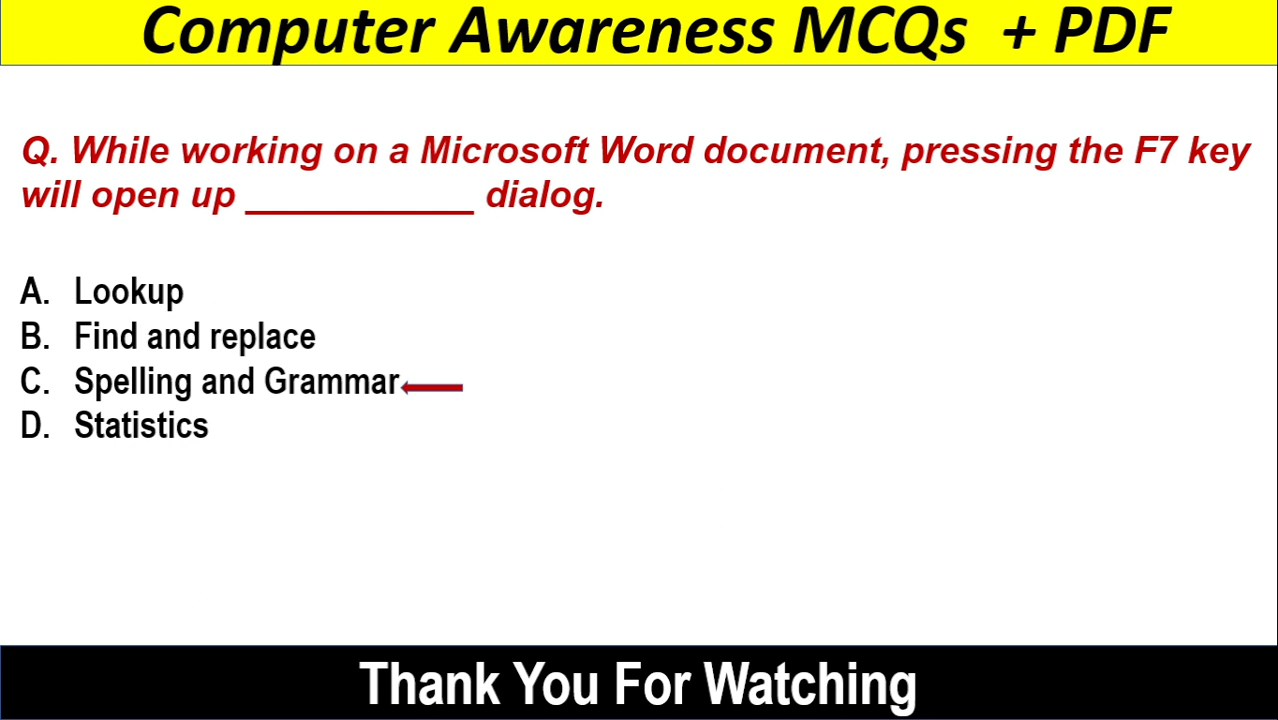 Computer Awareness MCQs + PDF
Q. While working on a Microsoft Word document, pressing the F7 key
will open up ___________ dialog.
A. Lookup
B. Find and replace
C. Spelling and Grammar
D. Statistics
Thank You For Watching